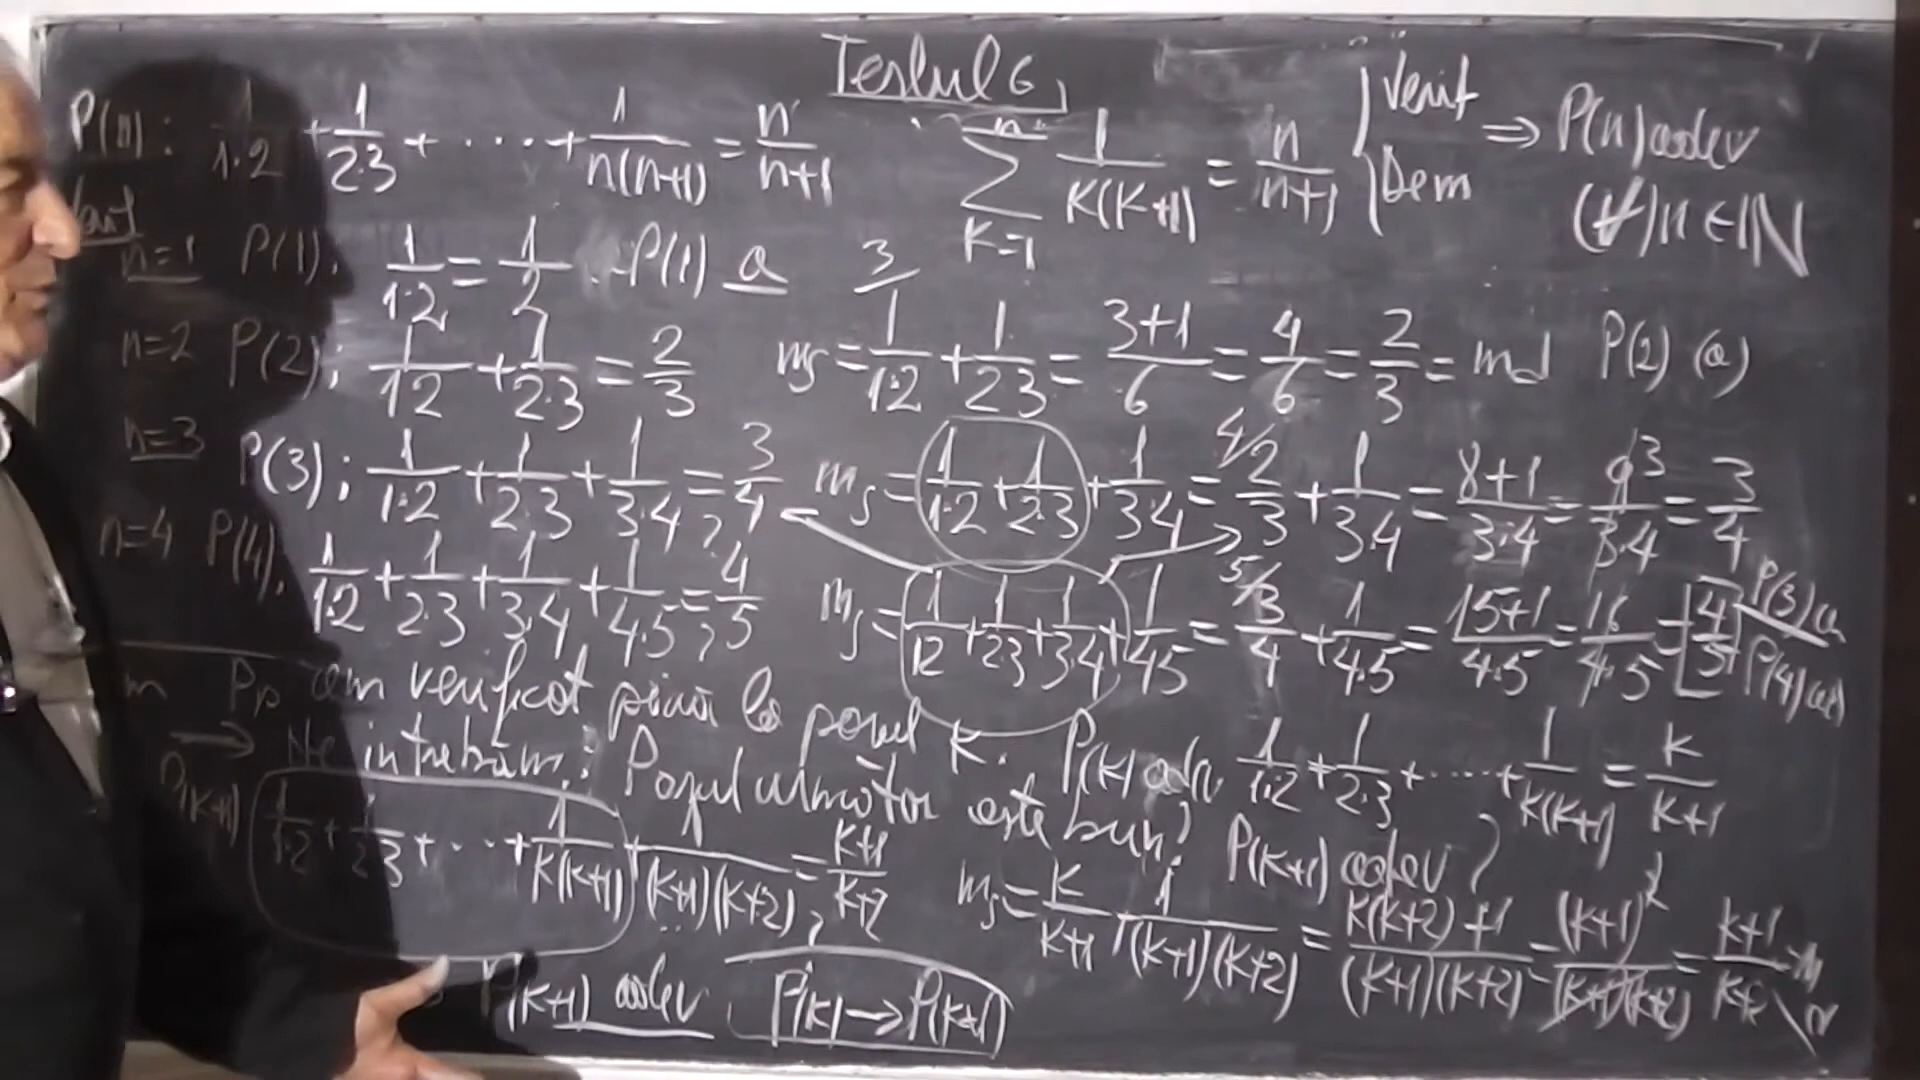 Testul 6
P(n): 1/1·2 + 1/2·3 + ···· + 1/n(n+1) = n/n+1
n ∑ K=1 1/K(K+1) = n/n+1 | Verif Dem ⇒ P(n) adev (∀) n ∈ N
Verif
n=1 P(1): 1/1·2 = 1/2 P(1) a
n=2 P(2): 1/1·2 + 1/2·3 = 2/3 ms = 3/ 1/1·2 + 1/2·3 = 3+1/6 = 4/6 = 2/3 = md P(2) (a)
n=3 P(3): 1/1·2 + 1/2·3 + 1/3·4 = 3/4 ? ms = 1/1·2 + 1/2·3 + 1/3·4 = 4/ 2/3 + 1/3·4 = 8+1/3·4 = 9 3/3·4 = 3/4
n=4 P(4): 1/1·2 + 1/2·3 + 1/3·4 + 1/4·5 = 4/5 ? ms = 1/1·2 + 1/2·3 + 1/3·4 + 1/4·5 = 5/ 3/4 + 1/4·5 = 15+1/4·5 = 16/4·5 = 4/5 P(3) a P(4) ad
m Pp am verificat până la pasul K. P(K) adev. 1/1·2 + 1/2·3 + ····· + 1/K(K+1) = K/K+1
→ Ne întrebăm: Pasul următor este bun? P(K+1) adev?
P(K+1) 1/1·2 + 1/2·3 + ··· + 1/K(K+1) + 1/(K+1)(K+2) = K+1/K+2 ? ms = K/K+1 + 1/(K+1)(K+2) = K(K+2)+1/(K+1)(K+2) = (K+1)²/(K+1)(K+2) = K+1/K+2
P(K+1) adev P(K) → P(K+1)